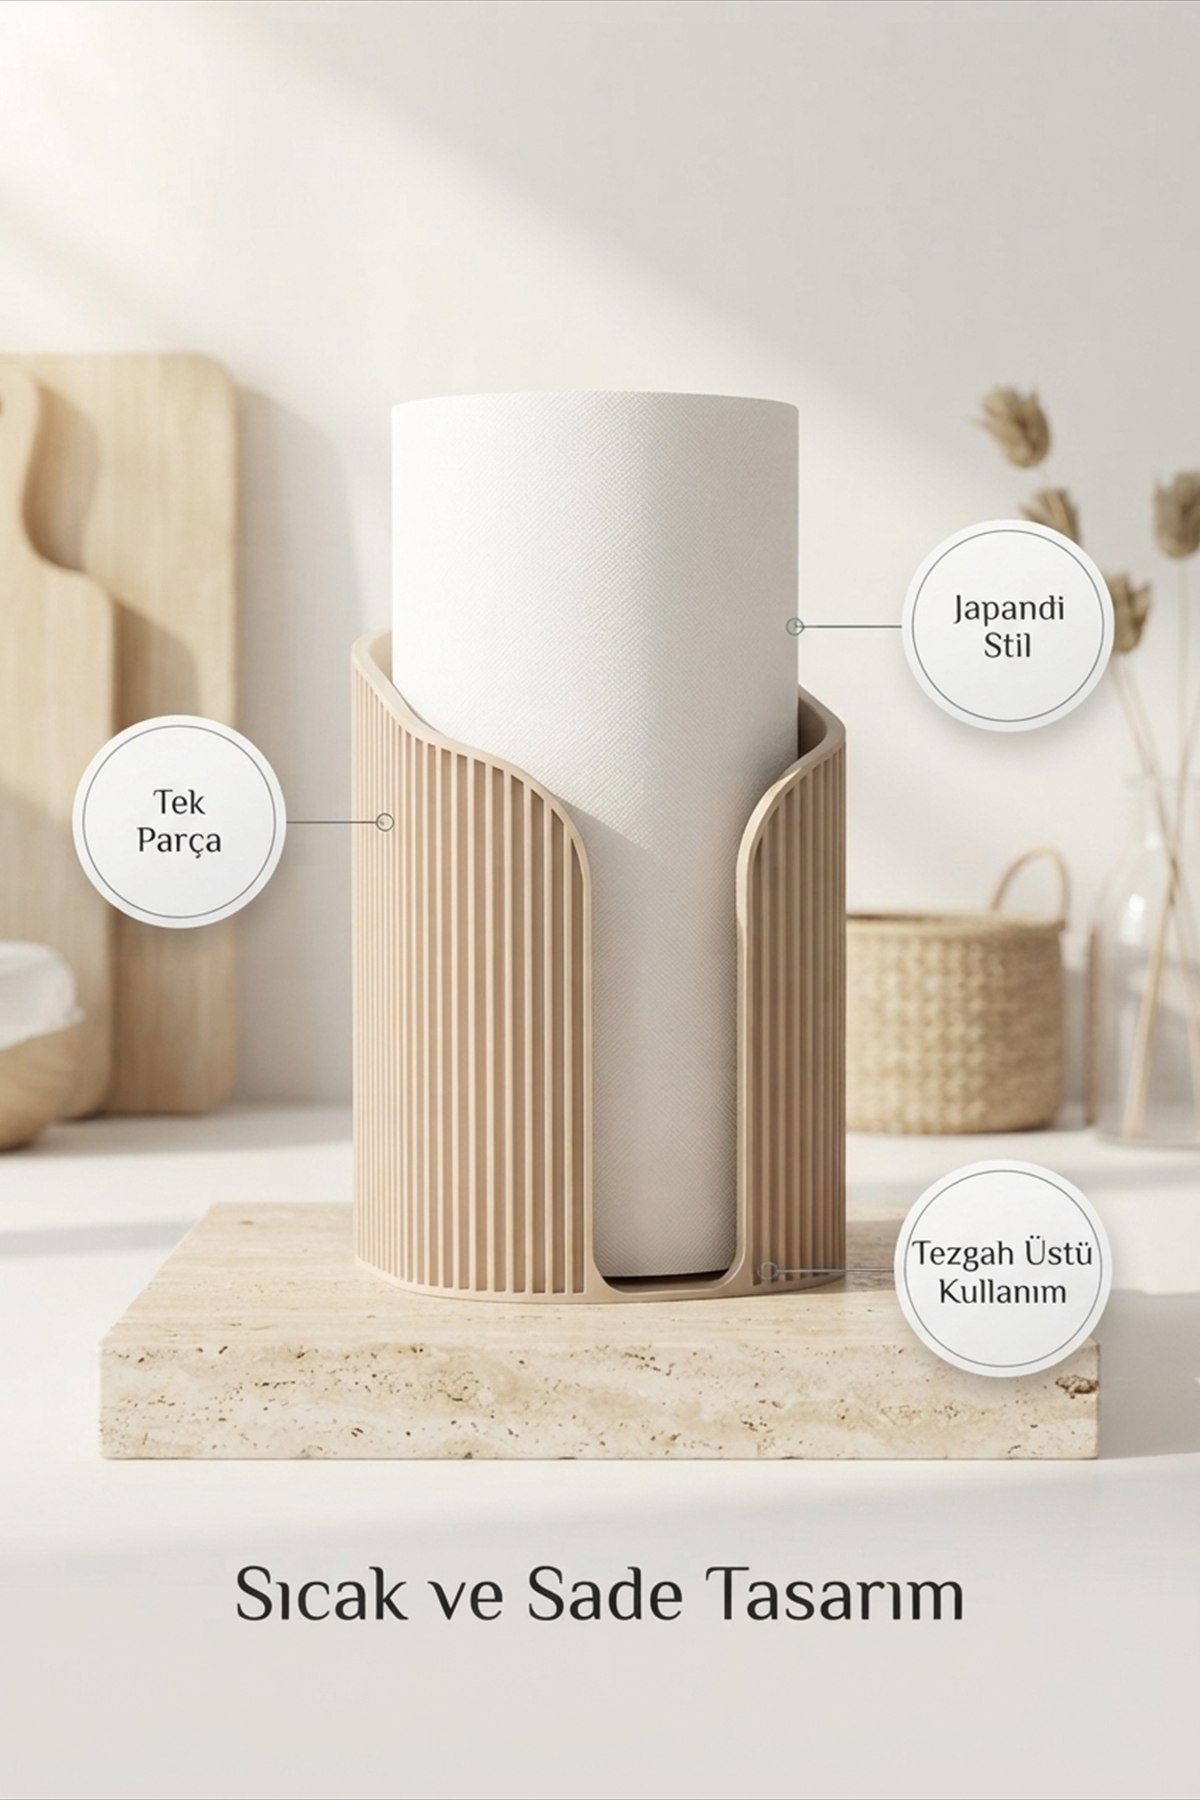 Japandi
Stil
Tek
Parça
Tezgah Üstü
Kullanım
Sıcak ve Sade Tasarım